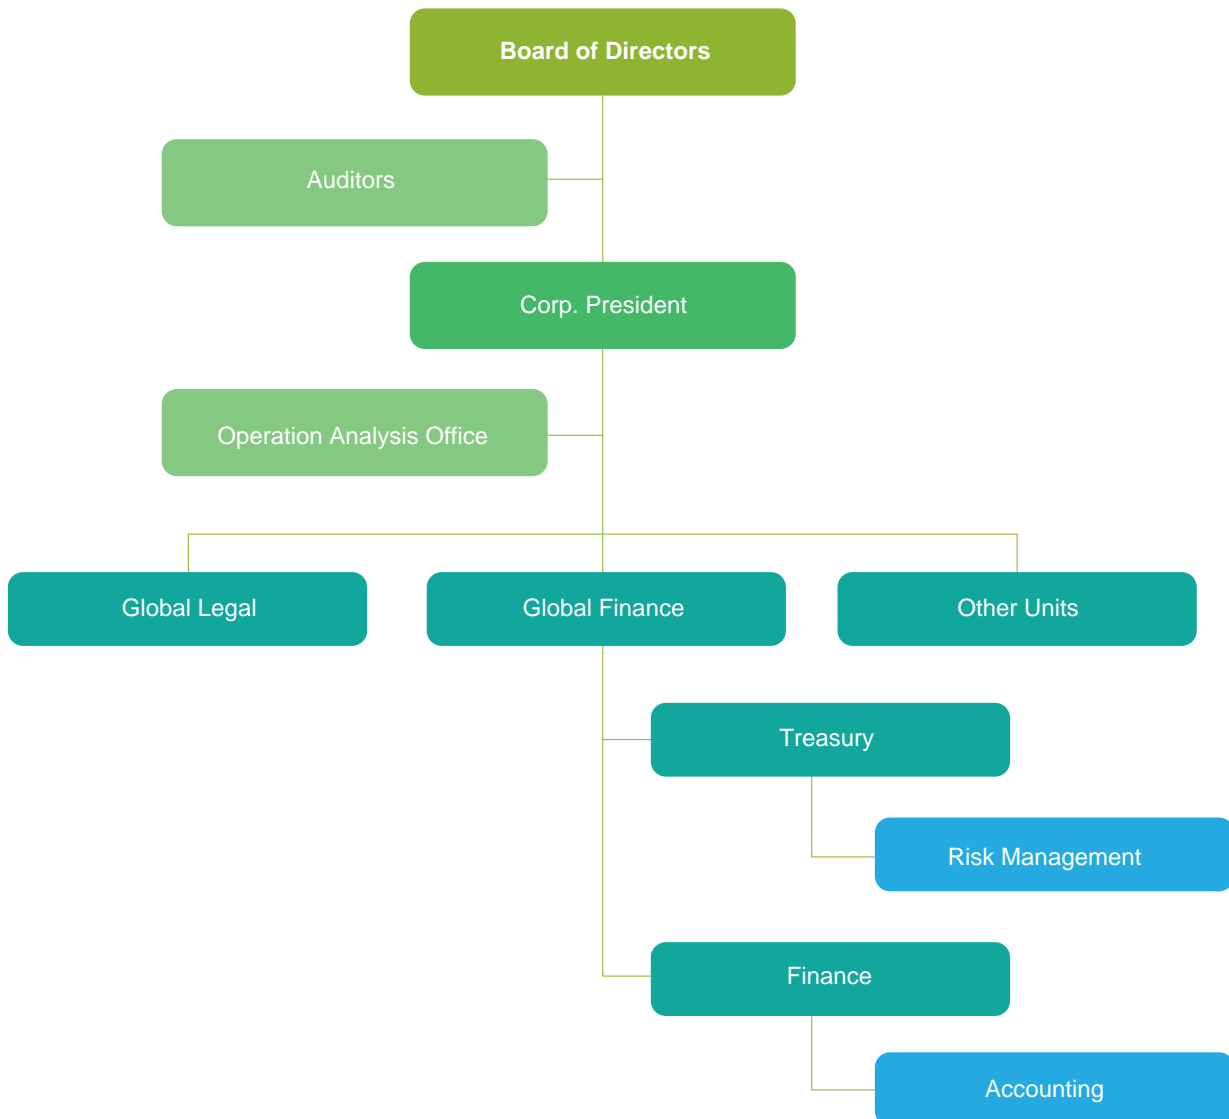 Board of Directors
Auditors
Corp. President
Operation Analysis Office
Global Legal
Global Finance
Other Units
Treasury
Risk Management
Finance
Accounting